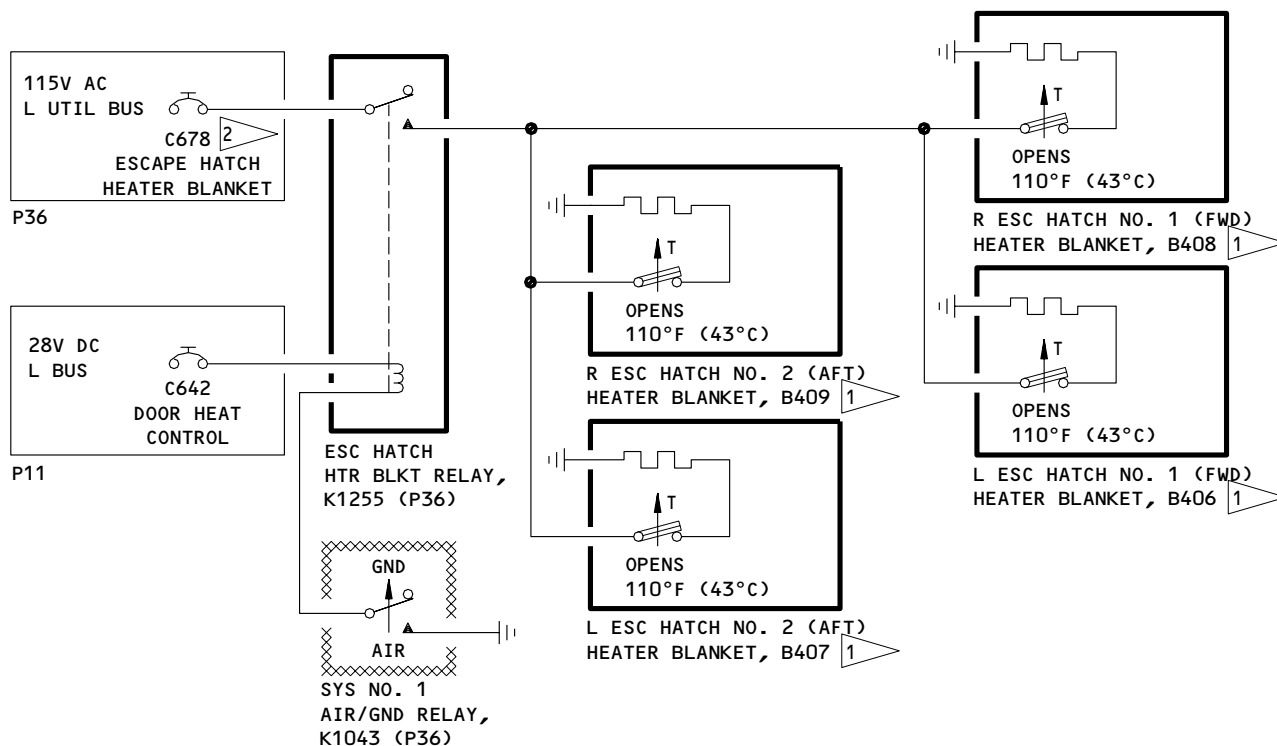 115V AC
L UTIL BUS
C678 2
ESCAPE HATCH
HEATER BLANKET
P36
28V DC
L BUS
C642
DOOR HEAT
CONTROL
P11
ESC HATCH
HTR BLKT RELAY,
K1255 (P36)
GND
AIR
SYS NO. 1
AIR/GND RELAY,
K1043 (P36)
T
OPENS
110°F (43°C)
R ESC HATCH NO. 2 (AFT)
HEATER BLANKET, B409 1
T
OPENS
110°F (43°C)
L ESC HATCH NO. 2 (AFT)
HEATER BLANKET, B407 1
T
OPENS
110°F (43°C)
R ESC HATCH NO. 1 (FWD)
HEATER BLANKET, B408 1
T
OPENS
110°F (43°C)
L ESC HATCH NO. 1 (FWD)
HEATER BLANKET, B406 1